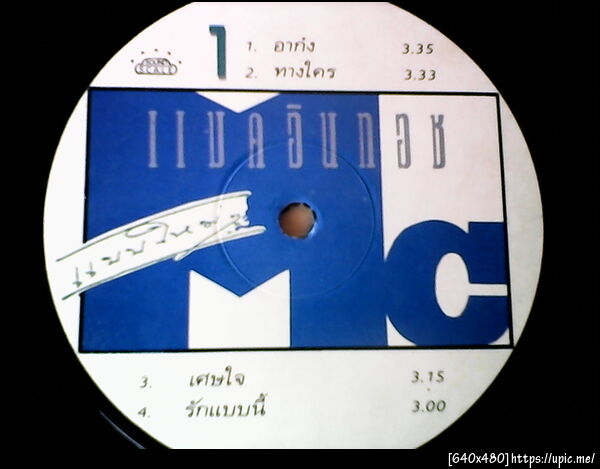 1
1. อาก๋ง 3.35
2. ทางใคร 3.33
แมคอินทอช
Mc
3. เศษใจ 3.15
4. รักแบบนี้ 3.00
[640x480]https://upic.me/